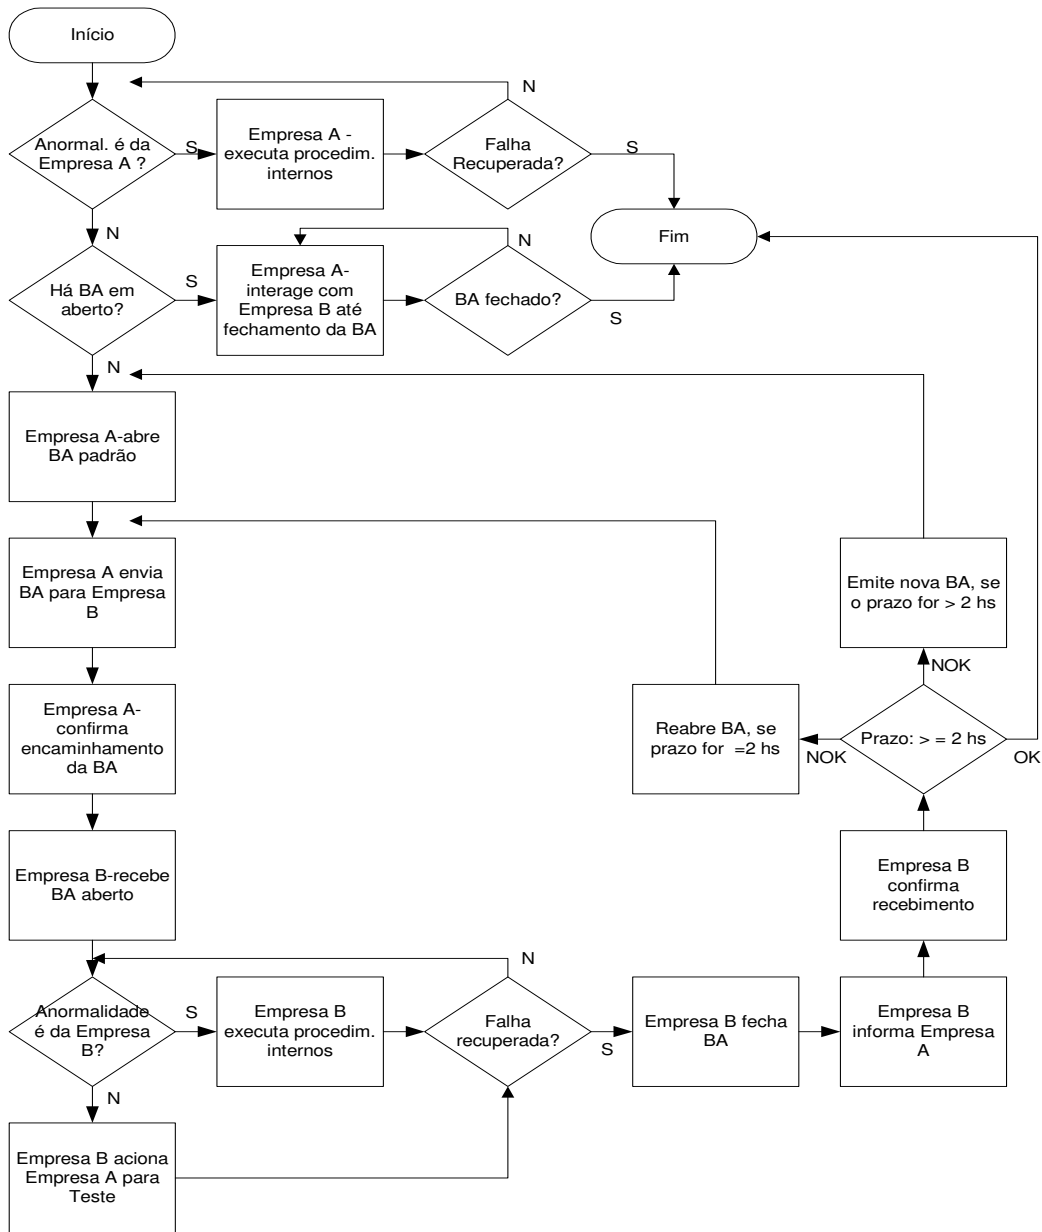 Início
N
Anormal. é da
Empresa A ?
S
Empresa A -
executa procedim.
internos
Falha
Recuperada?
S
N
Fim
N
Há BA em
aberto?
S
Empresa A-
interage com
Empresa B até
fechamento da BA
BA fechado?
S
N
Empresa A-abre
BA padrão
Empresa A envia
BA para Empresa
B
Emite nova BA, se
o prazo for > 2 hs
NOK
Empresa A-
confirma
encaminhamento
da BA
Reabre BA, se
prazo for =2 hs
NOK
Prazo: > = 2 hs
OK
Empresa B-recebe
BA aberto
Empresa B
confirma
recebimento
N
Anormalidade
é da Empresa
B?
S
Empresa B
executa procedim.
internos
Falha
recuperada?
S
Empresa B fecha
BA
Empresa B
informa Empresa
A
N
Empresa B aciona
Empresa A para
Teste